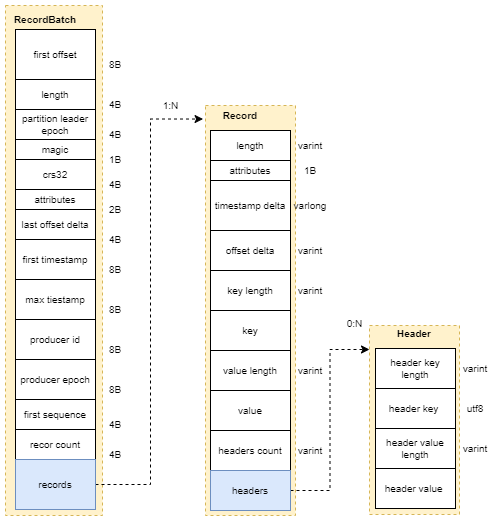 RecordBatch
first offset
8B
length
4B
partition leader
epoch
4B
magic
1B
crs32
4B
attributes
2B
last offset delta
4B
first timestamp
8B
max tiestamp
8B
producer id
8B
producer epoch
8B
first sequence
4B
recor count
4B
records
1:N
Record
length
varint
attributes
1B
timestamp delta
varlong
offset delta
varint
key length
varint
key
value length
varint
value
headers count
varint
headers
0:N
Header
header key
length
varint
header key
utf8
header value
length
varint
header value